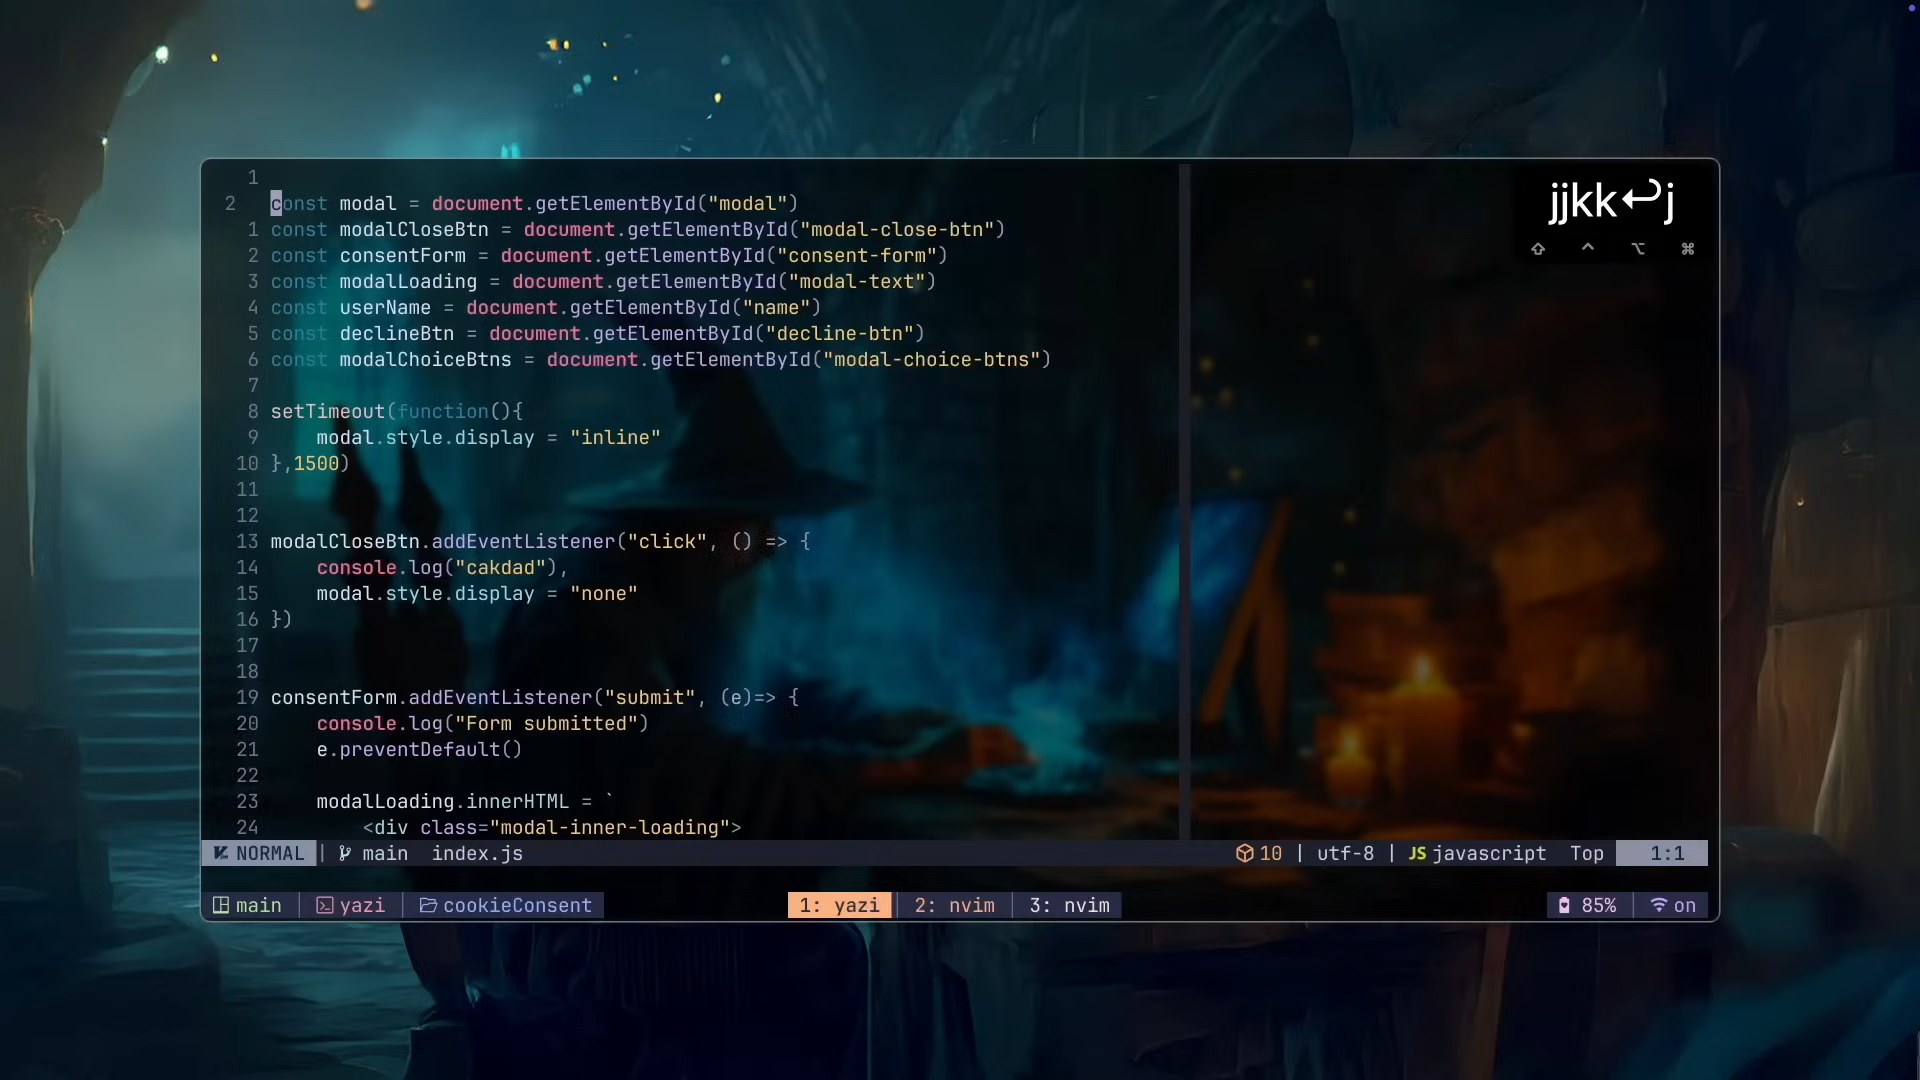 1
2 const modal = document.getElementById("modal")
1 const modalCloseBtn = document.getElementById("modal-close-btn")
2 const consentForm = document.getElementById("consent-form")
3 const modalLoading = document.getElementById("modal-text")
4 const userName = document.getElementById("name")
5 const declineBtn = document.getElementById("decline-btn")
6 const modalChoiceBtns = document.getElementById("modal-choice-btns")
7
8 setTimeout(function(){
9     modal.style.display = "inline"
10 },1500)
11
12
13 modalCloseBtn.addEventListener("click", () => {
14     console.log("cakdad"),
15     modal.style.display = "none"
16 })
17
18
19 consentForm.addEventListener("submit", (e)=> {
20     console.log("Form submitted")
21     e.preventDefault()
22
23     modalLoading.innerHTML = `
24         <div class="modal-inner-loading">
jjkk↩j
⇧ ⌃ ⌥ ⌘
NORMAL | main index.js 10 | utf-8 | JS javascript Top 1:1
main | yazi | cookieConsent 1: yazi | 2: nvim | 3: nvim 85% | on